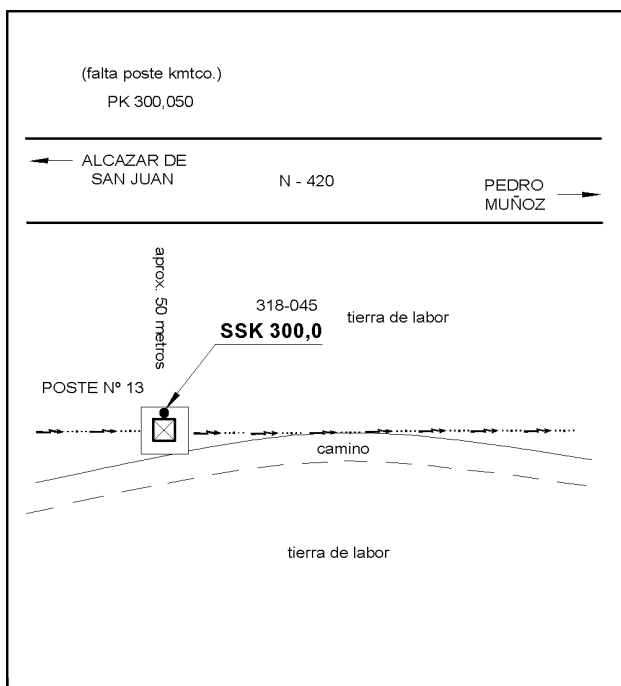 (falta poste kmtco.)
PK 300,050
ALCAZAR DE
SAN JUAN
N - 420
PEDRO
MUÑOZ
aprox. 50 metros
318-045
SSK 300,0
tierra de labor
POSTE Nº 13
camino
tierra de labor